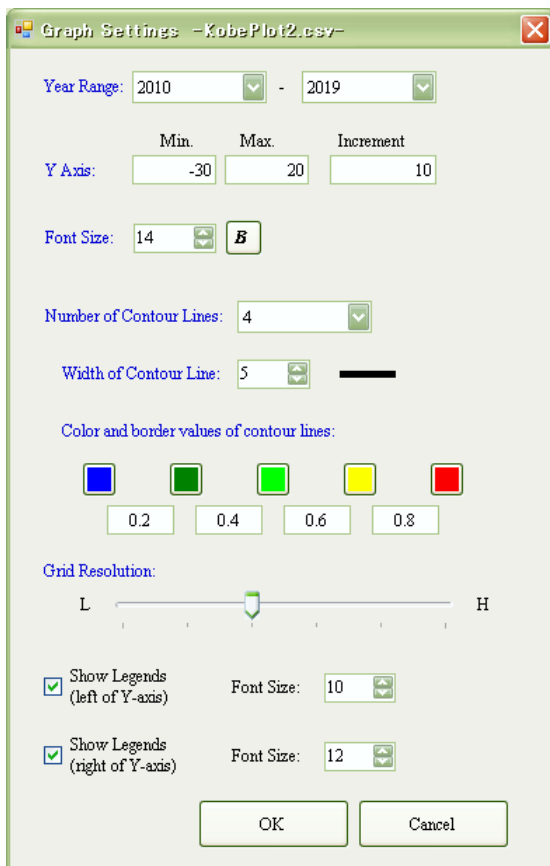 Graph Settings -KobePlot2.csv-
Year Range: 2010 - 2019
Min. Max. Increment
Y Axis: -30 20 10
Font Size: 14 B
Number of Contour Lines: 4
Width of Contour Line: 5
Color and border values of contour lines:
0.2 0.4 0.6 0.8
Grid Resolution:
L H
Show Legends
(left of Y-axis) Font Size: 10
Show Legends
(right of Y-axis) Font Size: 12
OK Cancel